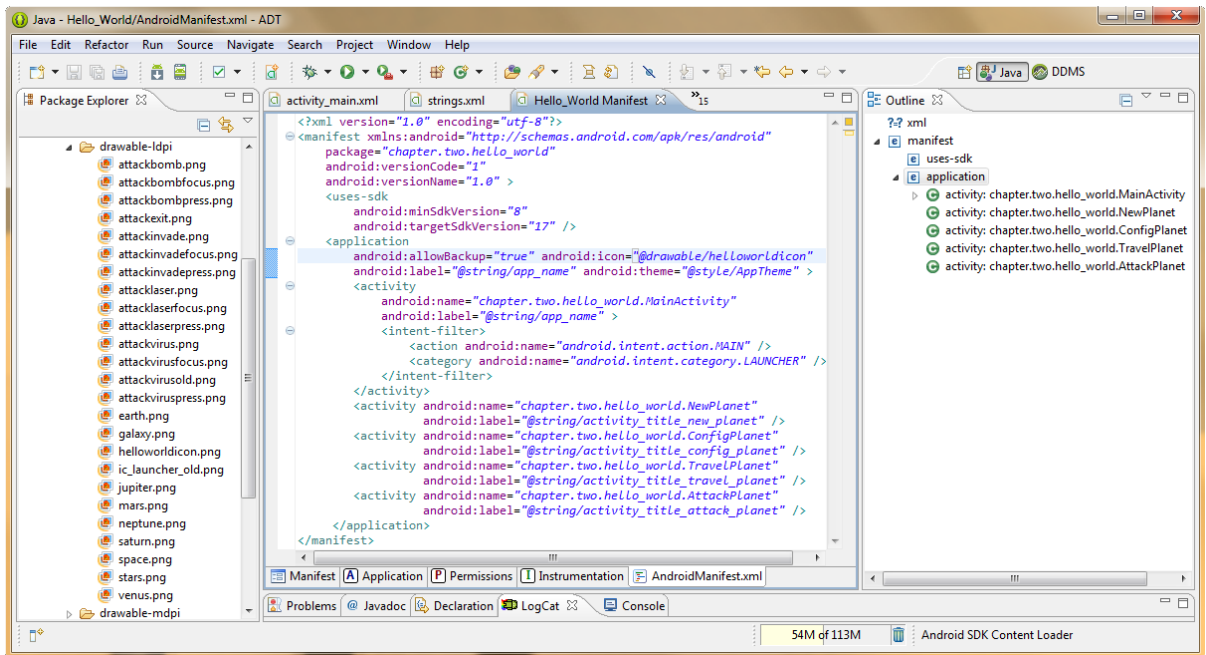 Java - Hello_World/AndroidManifest.xml - ADT
File Edit Refactor Run Source Navigate Search Project Window Help
Java DDMS
Package Explorer
drawable-ldpi
attackbomb.png
attackbombfocus.png
attackbombpress.png
attackexit.png
attackinvade.png
attackinvadefocus.png
attackinvadepress.png
attacklaser.png
attacklaserfocus.png
attacklaserpress.png
attackvirus.png
attackvirusfocus.png
attackvirusold.png
attackviruspress.png
earth.png
galaxy.png
helloworldicon.png
ic_launcher_old.png
jupiter.png
mars.png
neptune.png
saturn.png
space.png
stars.png
venus.png
drawable-mdpi
activity_main.xml strings.xml Hello_World Manifest »15
<?xml version="1.0" encoding="utf-8"?>
<manifest xmlns:android="http://schemas.android.com/apk/res/android"
package="chapter.two.hello_world"
android:versionCode="1"
android:versionName="1.0" >
<uses-sdk
android:minSdkVersion="8"
android:targetSdkVersion="17" />
<application
android:allowBackup="true" android:icon="@drawable/helloworldicon"
android:label="@string/app_name" android:theme="@style/AppTheme" >
<activity
android:name="chapter.two.hello_world.MainActivity"
android:label="@string/app_name" >
<intent-filter>
<action android:name="android.intent.action.MAIN" />
<category android:name="android.intent.category.LAUNCHER" />
</intent-filter>
</activity>
<activity android:name="chapter.two.hello_world.NewPlanet"
android:label="@string/activity_title_new_planet" />
<activity android:name="chapter.two.hello_world.ConfigPlanet"
android:label="@string/activity_title_config_planet" />
<activity android:name="chapter.two.hello_world.TravelPlanet"
android:label="@string/activity_title_travel_planet" />
<activity android:name="chapter.two.hello_world.AttackPlanet"
android:label="@string/activity_title_attack_planet" />
</application>
</manifest>
Manifest A Application P Permissions I Instrumentation AndroidManifest.xml
Problems @ Javadoc Declaration LogCat Console
Outline
?-? xml
e manifest
e uses-sdk
e application
activity: chapter.two.hello_world.MainActivity
activity: chapter.two.hello_world.NewPlanet
activity: chapter.two.hello_world.ConfigPlanet
activity: chapter.two.hello_world.TravelPlanet
activity: chapter.two.hello_world.AttackPlanet
54M of 113M Android SDK Content Loader